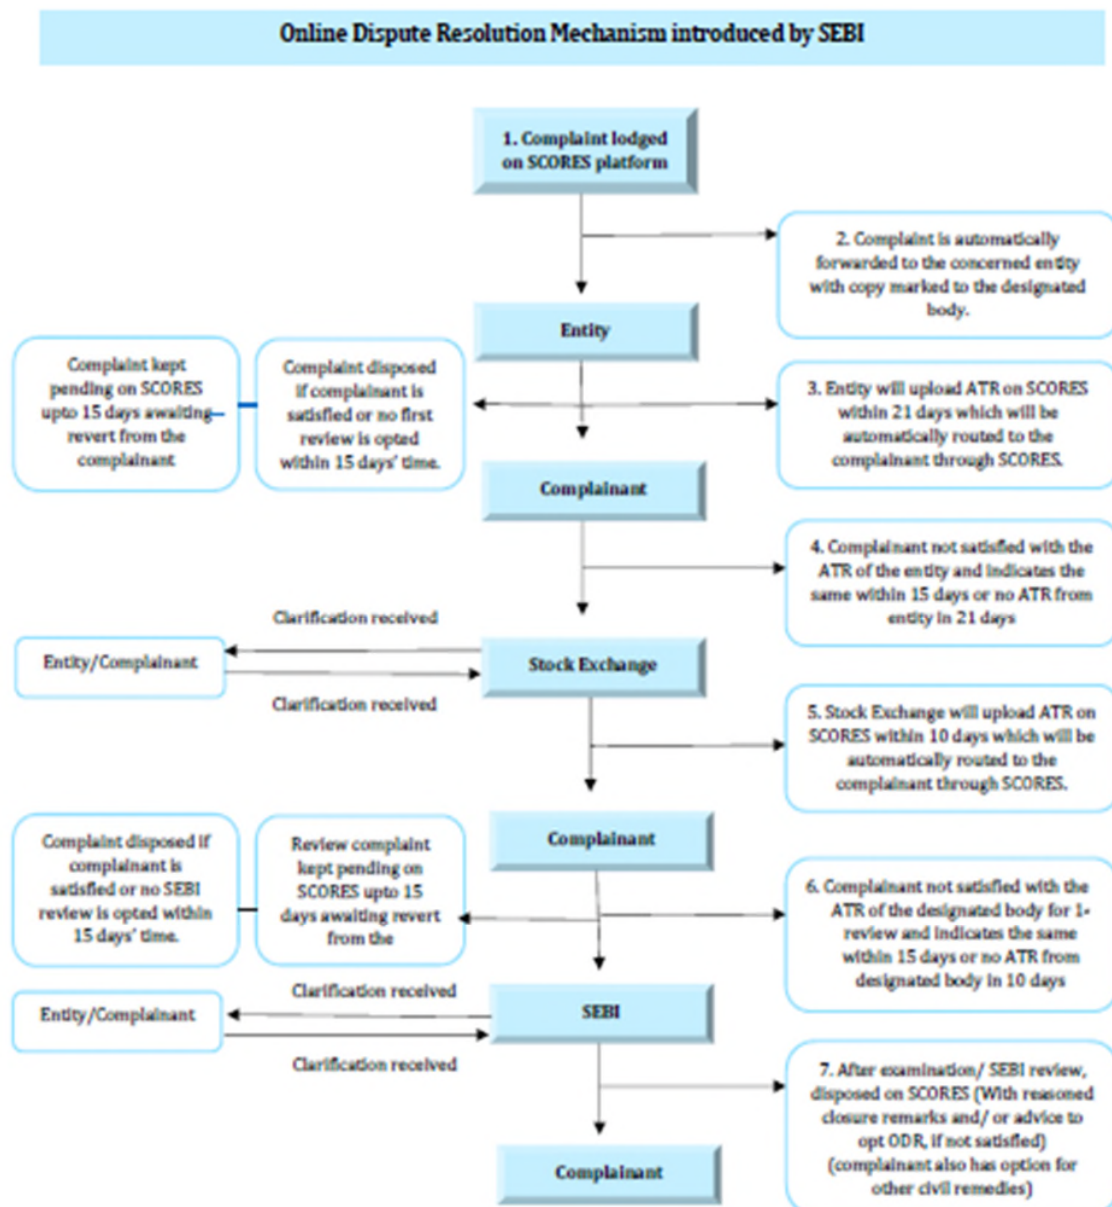 Online Dispute Resolution Mechanism introduced by SEBI
1. Complaint lodged
on SCORES platform
2. Complaint is automatically
forwarded to the concerned entity
with copy marked to the designated
body.
Entity
Complaint kept
pending on SCORES
upto 15 days awaiting
revert from the
complainant
Complaint disposed
if complainant is
satisfied or no first
review is opted
within 15 days' time.
3. Entity will upload ATR on SCORES
within 21 days which will be
automatically routed to the
complainant through SCORES.
Complainant
4. Complainant not satisfied with the
ATR of the entity and indicates the
same within 15 days or no ATR from
entity in 21 days
Clarification received
Entity/Complainant
Stock Exchange
Clarification received
5. Stock Exchange will upload ATR on
SCORES within 10 days which will be
automatically routed to the
complainant through SCORES.
Complainant
Complaint disposed if
complainant is
satisfied or no SEBI
review is opted within
15 days' time.
Review complaint
kept pending on
SCORES upto 15
days awaiting revert
from the
6. Complainant not satisfied with the
ATR of the designated body for 1-
review and indicates the same
within 15 days or no ATR from
designated body in 10 days
Clarification received
Entity/Complainant
SEBI
Clarification received
7. After examination/ SEBI review,
disposed on SCORES (With reasoned
closure remarks and/ or advice to
opt ODR, if not satisfied)
(complainant also has option for
other civil remedies)
Complainant